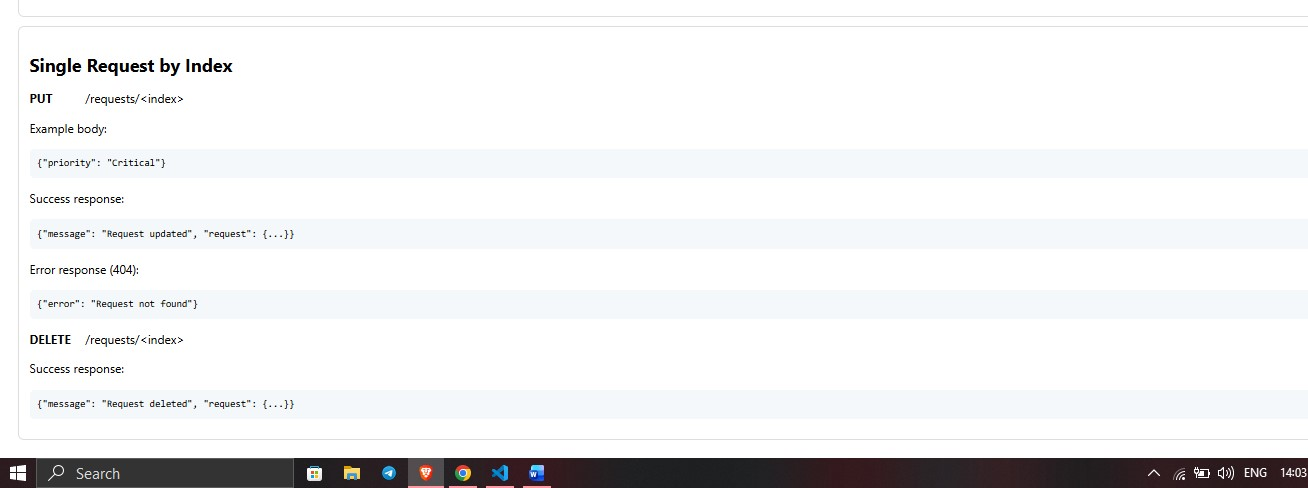 Single Request by Index
PUT /requests/<index>
Example body:
{"priority": "Critical"}
Success response:
{"message": "Request updated", "request": {...}}
Error response (404):
{"error": "Request not found"}
DELETE /requests/<index>
Success response:
{"message": "Request deleted", "request": {...}}
Search ENG 14:03